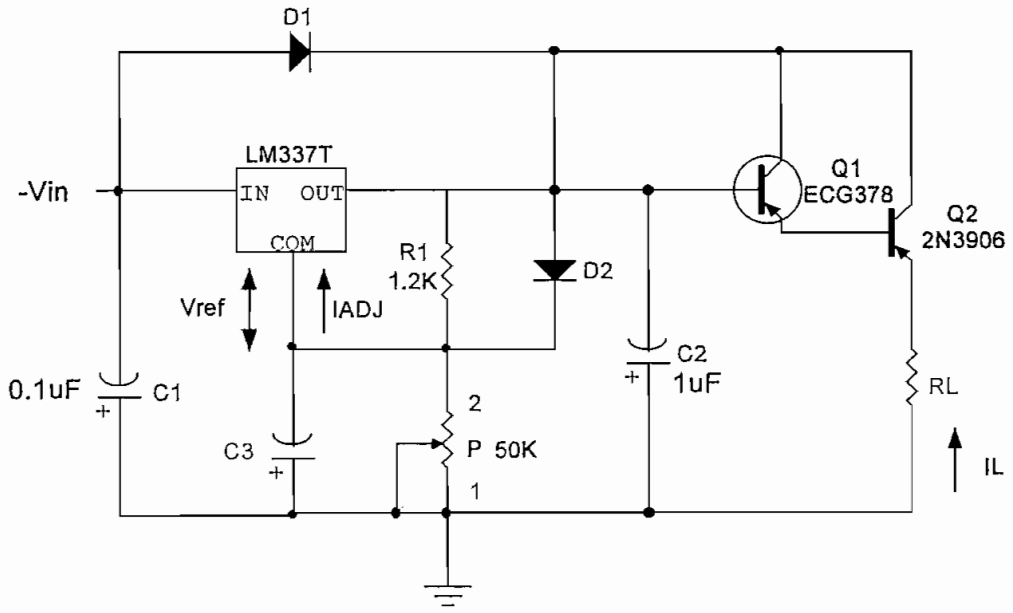 D1
LM337T
-Vin
IN OUT
COM
Q1
ECG378
Q2
2N3906
R1
1.2K
D2
Vref
IADJ
0.1uF
C1
C2
1uF
RL
2
C3
P 50K
1
IL
+
+
+